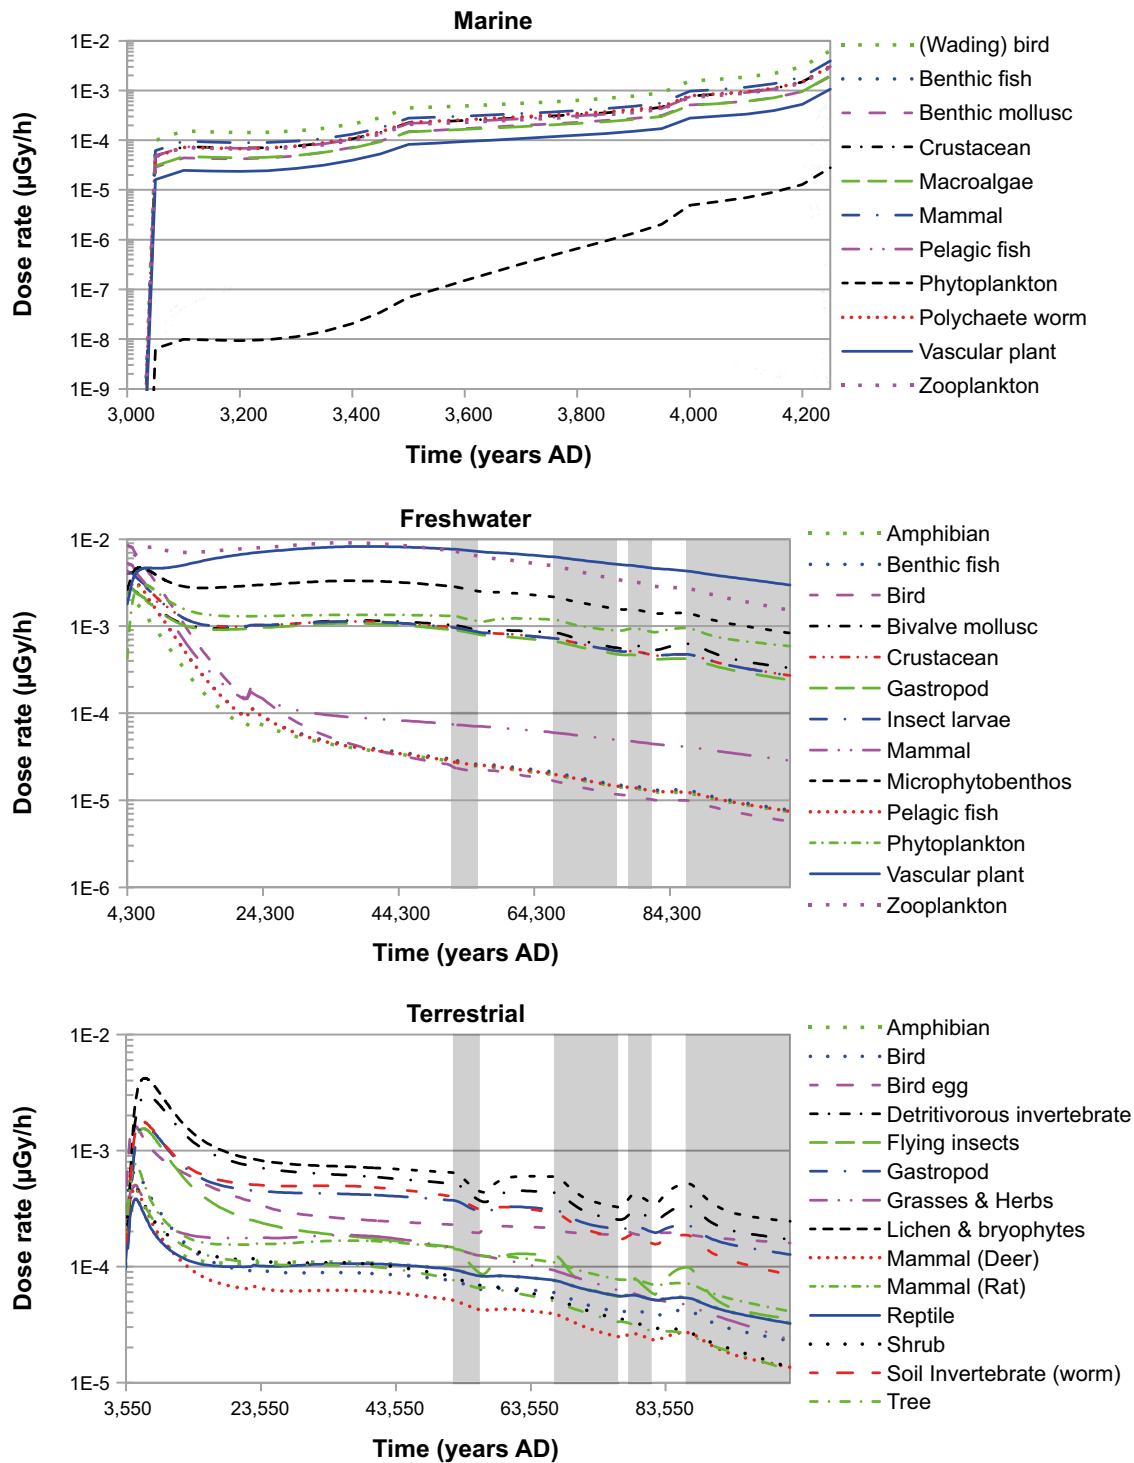 Marine
1E-2
1E-3
1E-4
1E-5
1E-6
1E-7
1E-8
1E-9
Dose rate (µGy/h)
3,000 3,200 3,400 3,600 3,800 4,000 4,200
Time (years AD)
(Wading) bird
Benthic fish
Benthic mollusc
Crustacean
Macroalgae
Mammal
Pelagic fish
Phytoplankton
Polychaete worm
Vascular plant
Zooplankton
Freshwater
1E-2
1E-3
1E-4
1E-5
1E-6
Dose rate (µGy/h)
4,300 24,300 44,300 64,300 84,300
Time (years AD)
Amphibian
Benthic fish
Bird
Bivalve mollusc
Crustacean
Gastropod
Insect larvae
Mammal
Microphytobenthos
Pelagic fish
Phytoplankton
Vascular plant
Zooplankton
Terrestrial
1E-2
1E-3
1E-4
1E-5
Dose rate (µGy/h)
3,550 23,550 43,550 63,550 83,550
Time (years AD)
Amphibian
Bird
Bird egg
Detritivorous invertebrate
Flying insects
Gastropod
Grasses & Herbs
Lichen & bryophytes
Mammal (Deer)
Mammal (Rat)
Reptile
Shrub
Soil Invertebrate (worm)
Tree